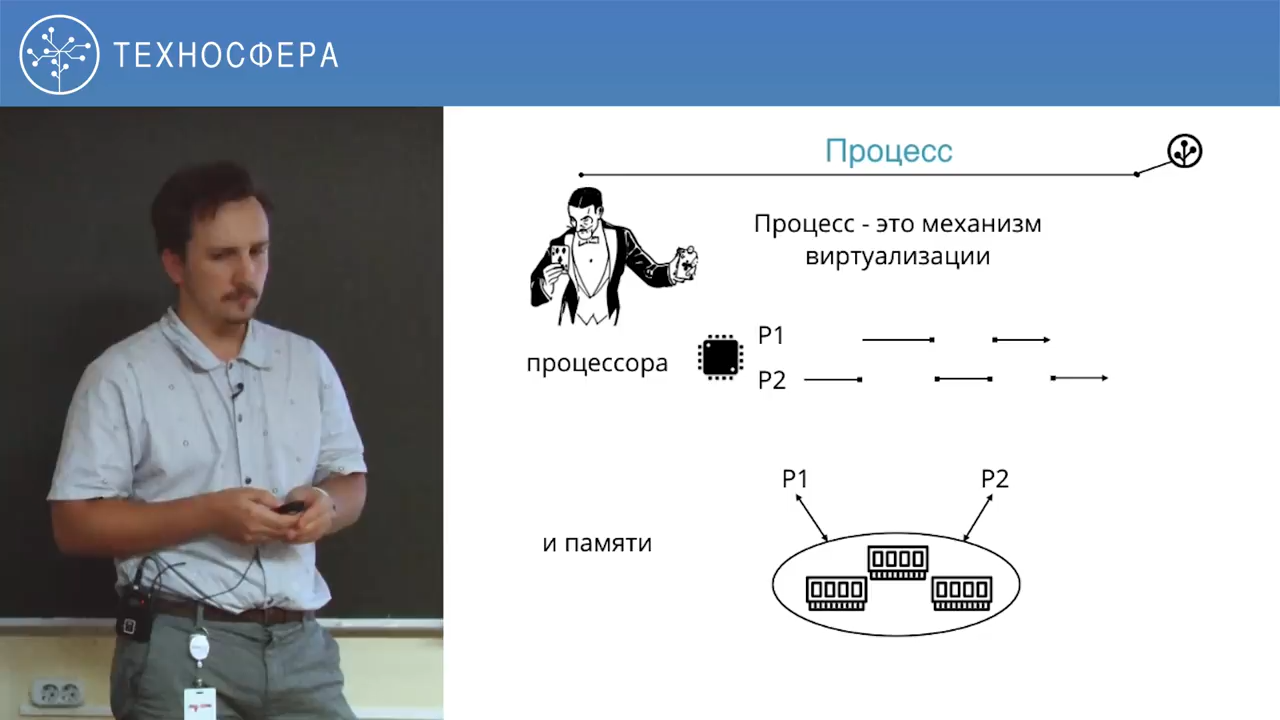 ТЕХНОСФЕРА
Процесс
Процесс - это механизм
виртуализации
процессора
P1
P2
P1
P2
и памяти